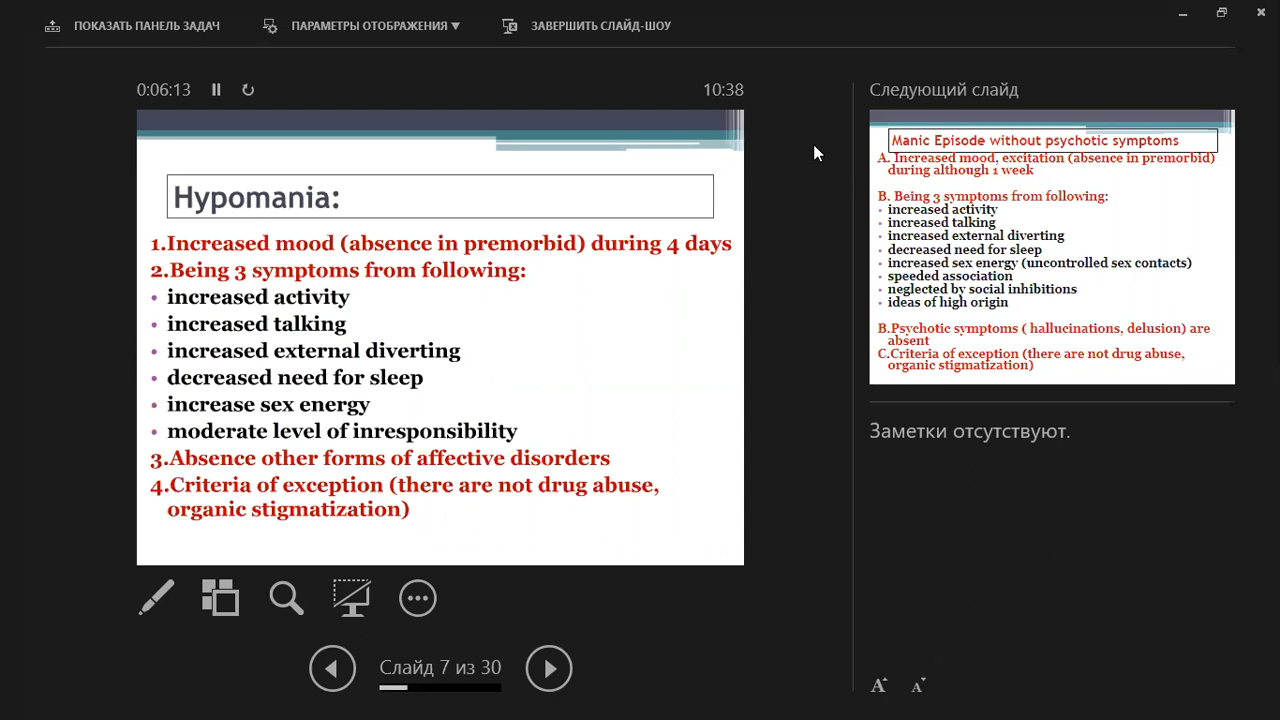 ПОКАЗАТЬ ПАНЕЛЬ ЗАДАЧ
ПАРАМЕТРЫ ОТОБРАЖЕНИЯ
ЗАВЕРШИТЬ СЛАЙД-ШОУ
0:06:13
10:38
Hypomania:
1.Increased mood (absence in premorbid) during 4 days
2.Being 3 symptoms from following:
• increased activity
• increased talking
• increased external diverting
• decreased need for sleep
• increase sex energy
• moderate level of inresponsibility
3.Absence other forms of affective disorders
4.Criteria of exception (there are not drug abuse,
organic stigmatization)
Слайд 7 из 30
Следующий слайд
Manic Episode without psychotic symptoms
A. Increased mood, excitation (absence in premorbid)
during although 1 week
B. Being 3 symptoms from following:
• increased activity
• increased talking
• increased external diverting
• decreased need for sleep
• increased sex energy (uncontrolled sex contacts)
• speeded association
• neglected by social inhibitions
• ideas of high origin
B.Psychotic symptoms ( hallucinations, delusion) are
absent
C.Criteria of exception (there are not drug abuse,
organic stigmatization)
Заметки отсутствуют.
A A